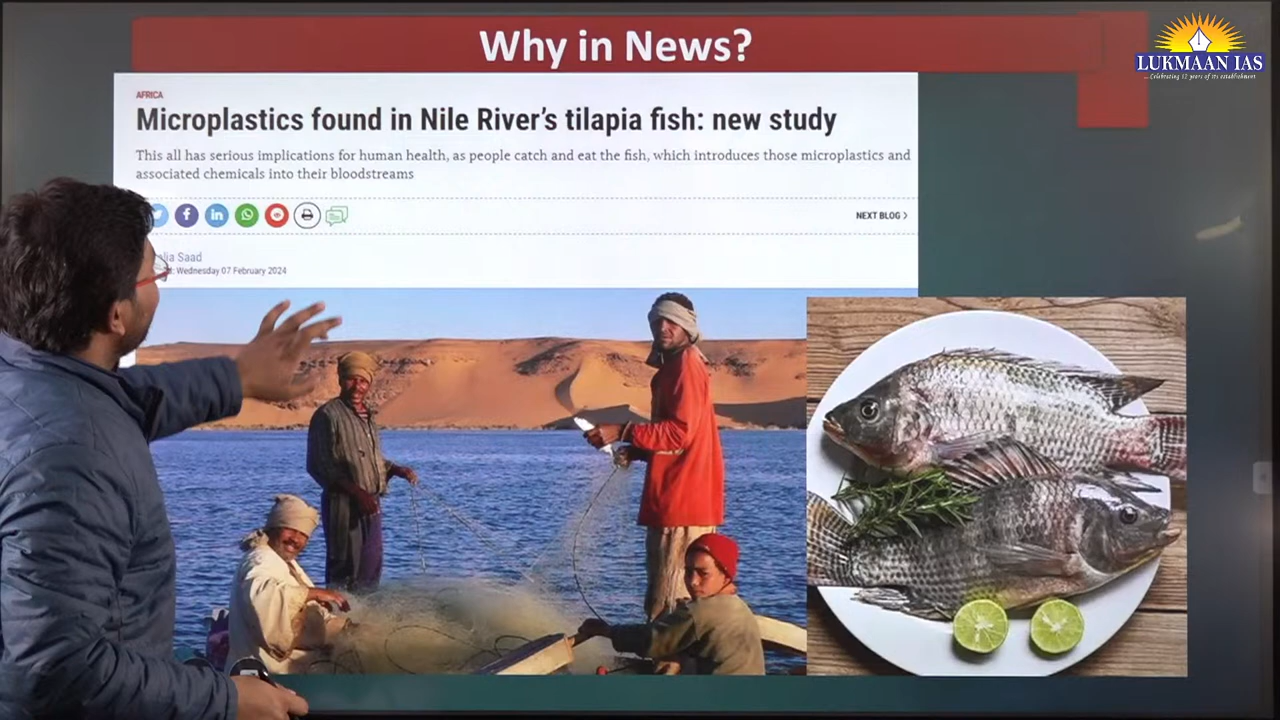 Why in News?
LUKMAAN IAS
...Celebrating 12 years of its establishment
AFRICA
Microplastics found in Nile River's tilapia fish: new study
This all has serious implications for human health, as people catch and eat the fish, which introduces those microplastics and
associated chemicals into their bloodstreams
NEXT BLOG >
Saad
Wednesday 07 February 2024